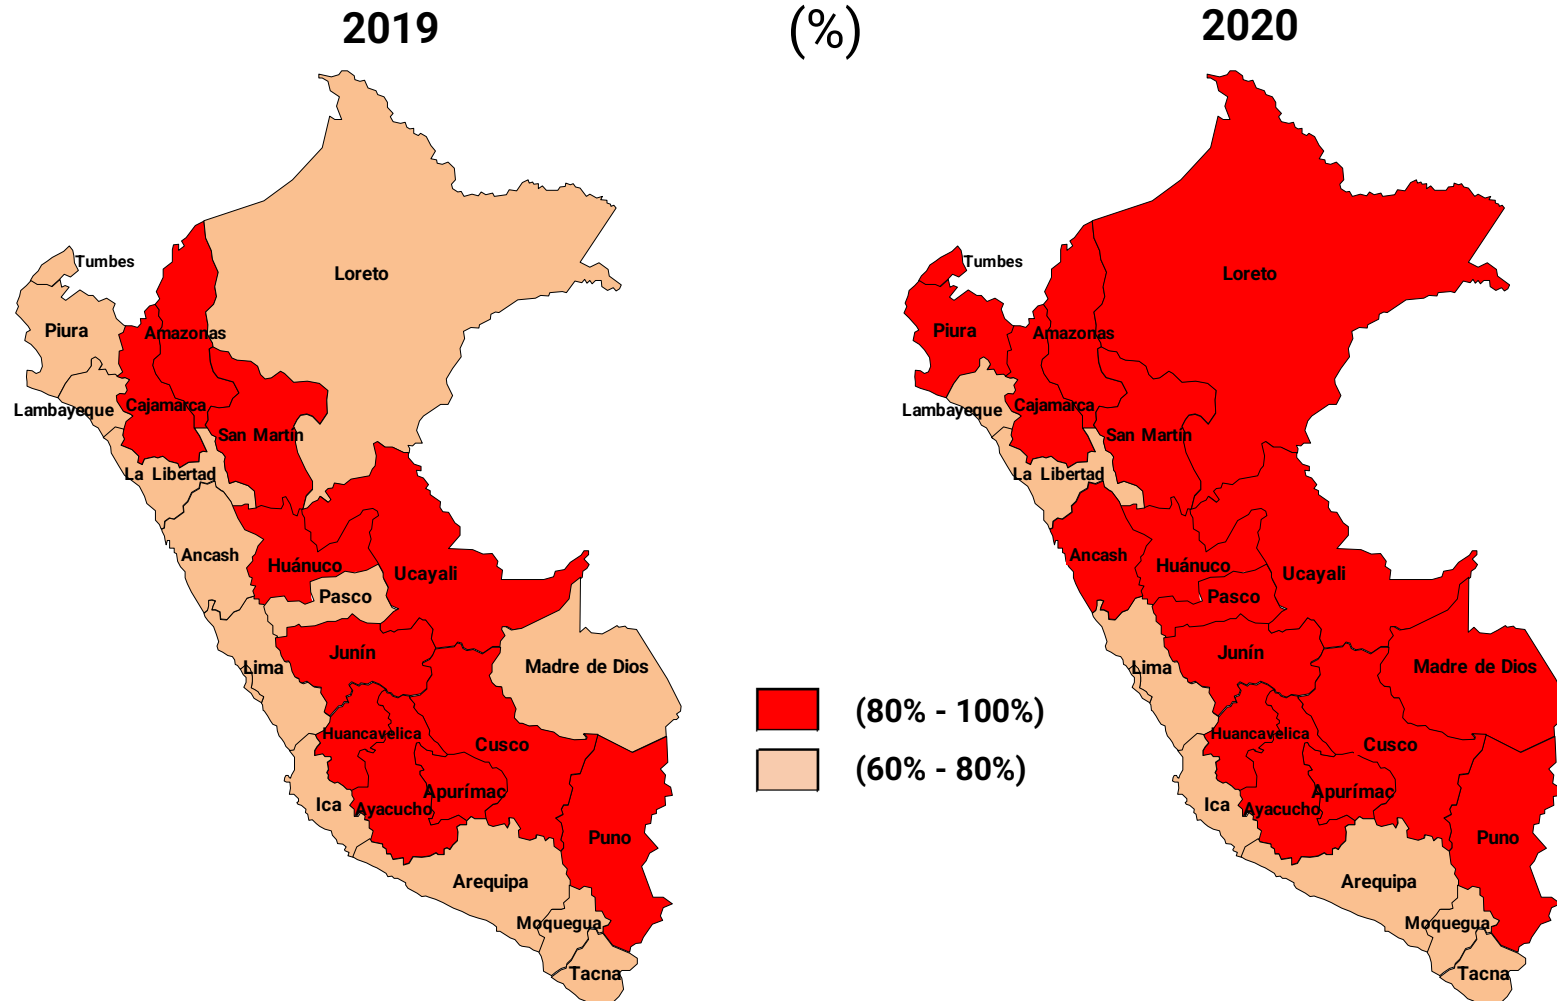 2019
(%)
2020
Tumbes
Loreto
Piura
Amazonas
Lambayeque
Cajamarca
San Martín
La Libertad
Ancash
Huánuco
Ucayali
Pasco
Junín
Lima
Madre de Dios
Huancavelica
Cusco
Ica
Ayacucho
Apurímac
Puno
Arequipa
Moquegua
Tacna
(80% - 100%)
(60% - 80%)
Tumbes
Loreto
Piura
Amazonas
Lambayeque
Cajamarca
San Martín
La Libertad
Ancash
Huánuco
Ucayali
Pasco
Junín
Lima
Madre de Dios
Huancavelica
Cusco
Ica
Ayacucho
Apurímac
Puno
Arequipa
Moquegua
Tacna